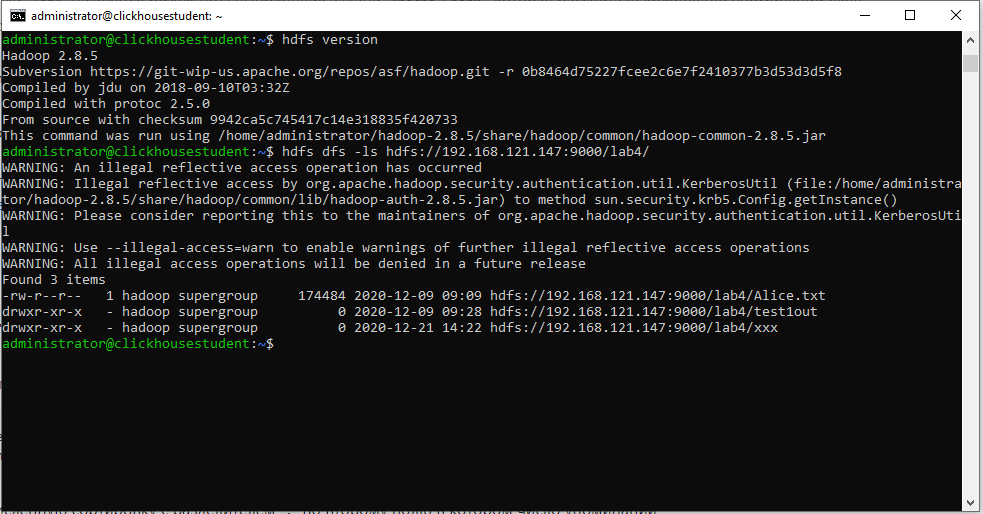 administrator@clickhousestudent: ~
administrator@clickhousestudent:~$ hdfs version
Hadoop 2.8.5
Subversion https://git-wip-us.apache.org/repos/asf/hadoop.git -r 0b8464d75227fcee2c6e7f2410377b3d53d3d5f8
Compiled by jdu on 2018-09-10T03:32Z
Compiled with protoc 2.5.0
From source with checksum 9942ca5c745417c14e318835f420733
This command was run using /home/administrator/hadoop-2.8.5/share/hadoop/common/hadoop-common-2.8.5.jar
administrator@clickhousestudent:~$ hdfs dfs -ls hdfs://192.168.121.147:9000/lab4/
WARNING: An illegal reflective access operation has occurred
WARNING: Illegal reflective access by org.apache.hadoop.security.authentication.util.KerberosUtil (file:/home/administra
tor/hadoop-2.8.5/share/hadoop/common/lib/hadoop-auth-2.8.5.jar) to method sun.security.krb5.Config.getInstance()
WARNING: Please consider reporting this to the maintainers of org.apache.hadoop.security.authentication.util.KerberosUti
l
WARNING: Use --illegal-access=warn to enable warnings of further illegal reflective access operations
WARNING: All illegal access operations will be denied in a future release
Found 3 items
-rw-r--r--   1 hadoop supergroup     174484 2020-12-09 09:09 hdfs://192.168.121.147:9000/lab4/Alice.txt
drwxr-xr-x   - hadoop supergroup          0 2020-12-09 09:28 hdfs://192.168.121.147:9000/lab4/test1out
drwxr-xr-x   - hadoop supergroup          0 2020-12-21 14:22 hdfs://192.168.121.147:9000/lab4/xxx
administrator@clickhousestudent:~$